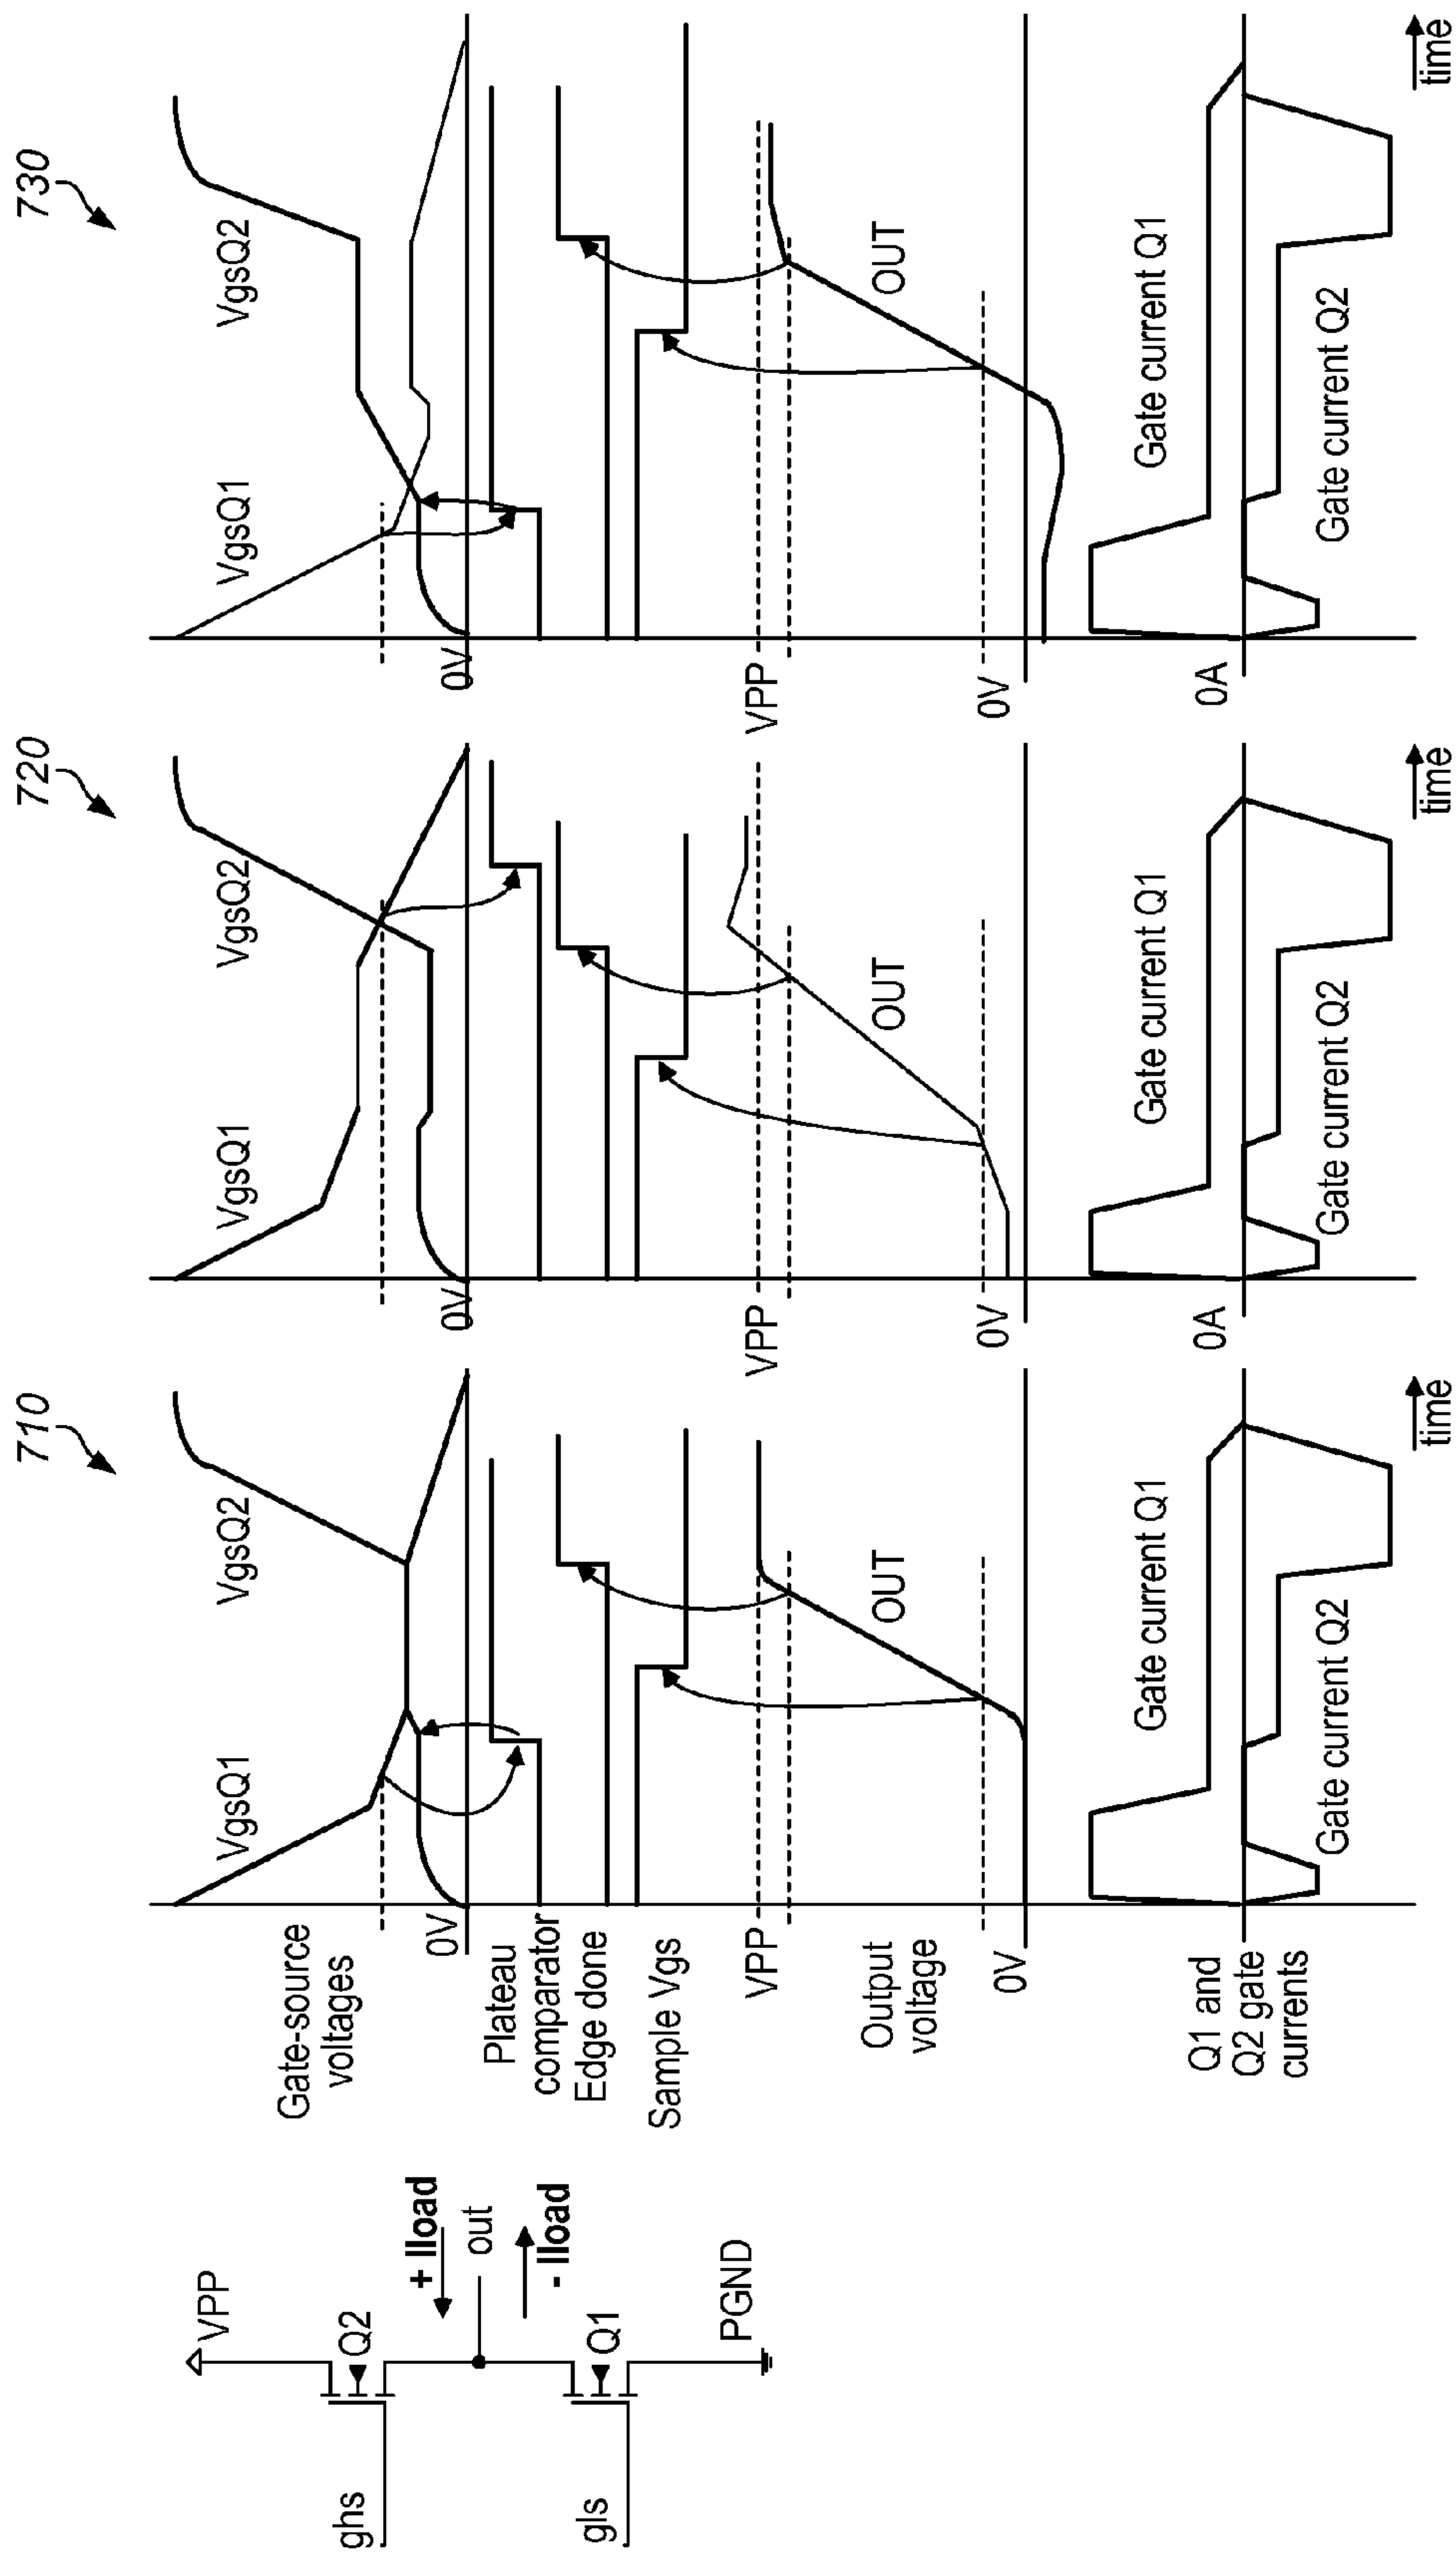 710
720
730
VPP
ghs
Q2
+ Iload
out
- Iload
gls
Q1
PGND
Gate-source
voltages
0V
VgsQ1
VgsQ2
0V
VgsQ1
VgsQ2
0V
VgsQ1
VgsQ2
Plateau
comparator
Edge done
Sample Vgs
VPP
VPP
VPP
Output
voltage
OUT
OUT
OUT
0V
0V
0V
Q1 and
Q2 gate
currents
Gate current Q1
0A
Gate current Q1
0A
Gate current Q1
Gate current Q2
Gate current Q2
Gate current Q2
time
time
time